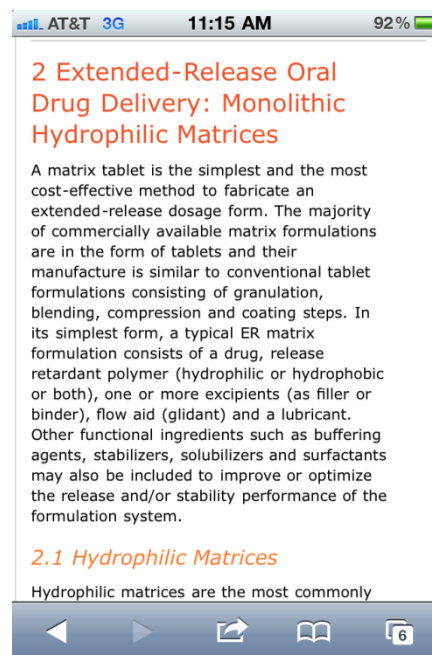 AT&T 3G 11:15 AM 92%
2 Extended-Release Oral
Drug Delivery: Monolithic
Hydrophilic Matrices
A matrix tablet is the simplest and the most
cost-effective method to fabricate an
extended-release dosage form. The majority
of commercially available matrix formulations
are in the form of tablets and their
manufacture is similar to conventional tablet
formulations consisting of granulation,
blending, compression and coating steps. In
its simplest form, a typical ER matrix
formulation consists of a drug, release
retardant polymer (hydrophilic or hydrophobic
or both), one or more excipients (as filler or
binder), flow aid (glidant) and a lubricant.
Other functional ingredients such as buffering
agents, stabilizers, solubilizers and surfactants
may also be included to improve or optimize
the release and/or stability performance of the
formulation system.
2.1 Hydrophilic Matrices
Hydrophilic matrices are the most commonly
6